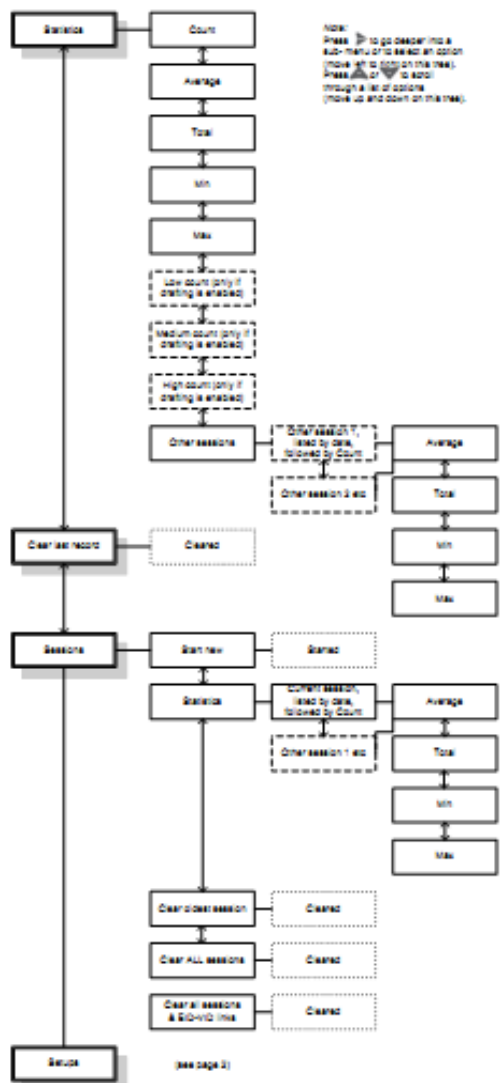 Statistics
Count
Note:
Press to go deeper into a
sub-menu or to select an option
(move left to right on this tree).
Press or to scroll
through a list of options
(move up and down on this tree).
Average
Total
Min
Max
Low count (only if
drafting is enabled)
Medium count (only if
drafting is enabled)
High count (only if
drafting is enabled)
Other sessions
Other session 1,
listed by date,
followed by Count
Average
Other session 2 etc
Total
Min
Max
Clear last record
Cleared
Sessions
Start new
Started
Statistics
Current session,
listed by date,
followed by Count
Average
Other session 1 etc
Total
Min
Max
Clear oldest session
Cleared
Clear ALL sessions
Cleared
Clear all sessions
& EID-VID links
Cleared
Setups
(see page 2)